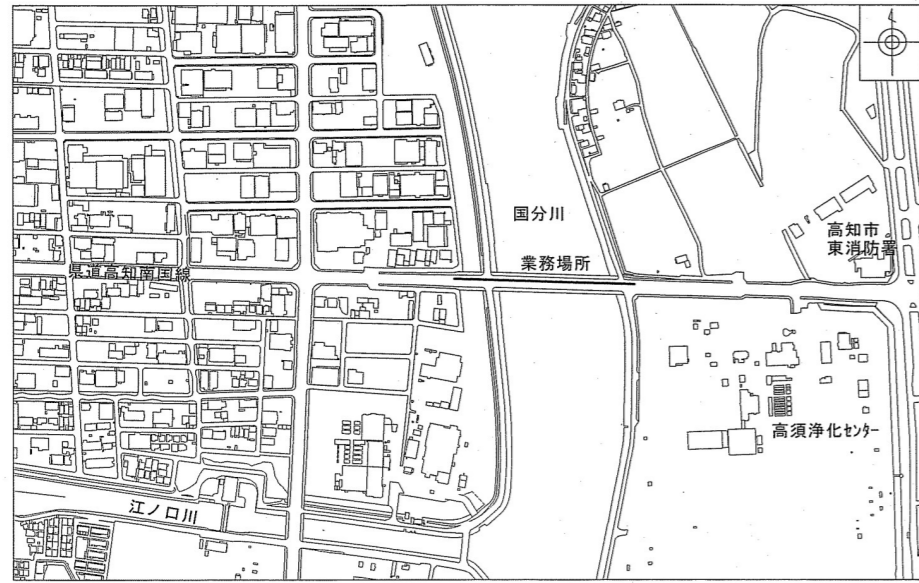 国分川
高知市
東消防署
業務場所
県道高知南国線
高須浄化センター
江ノ口川